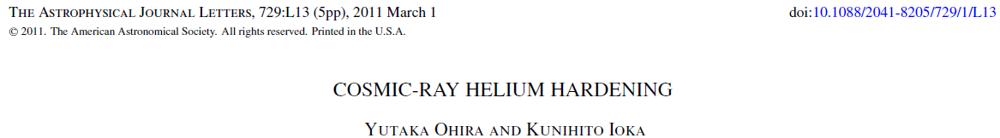 THE ASTROPHYSICAL JOURNAL LETTERS, 729:L13 (5pp), 2011 March 1
doi:10.1088/2041-8205/729/1/L13
© 2011. The American Astronomical Society. All rights reserved. Printed in the U.S.A.
COSMIC-RAY HELIUM HARDENING
YUTAKA OHIRA AND KUNIHITO IOKA